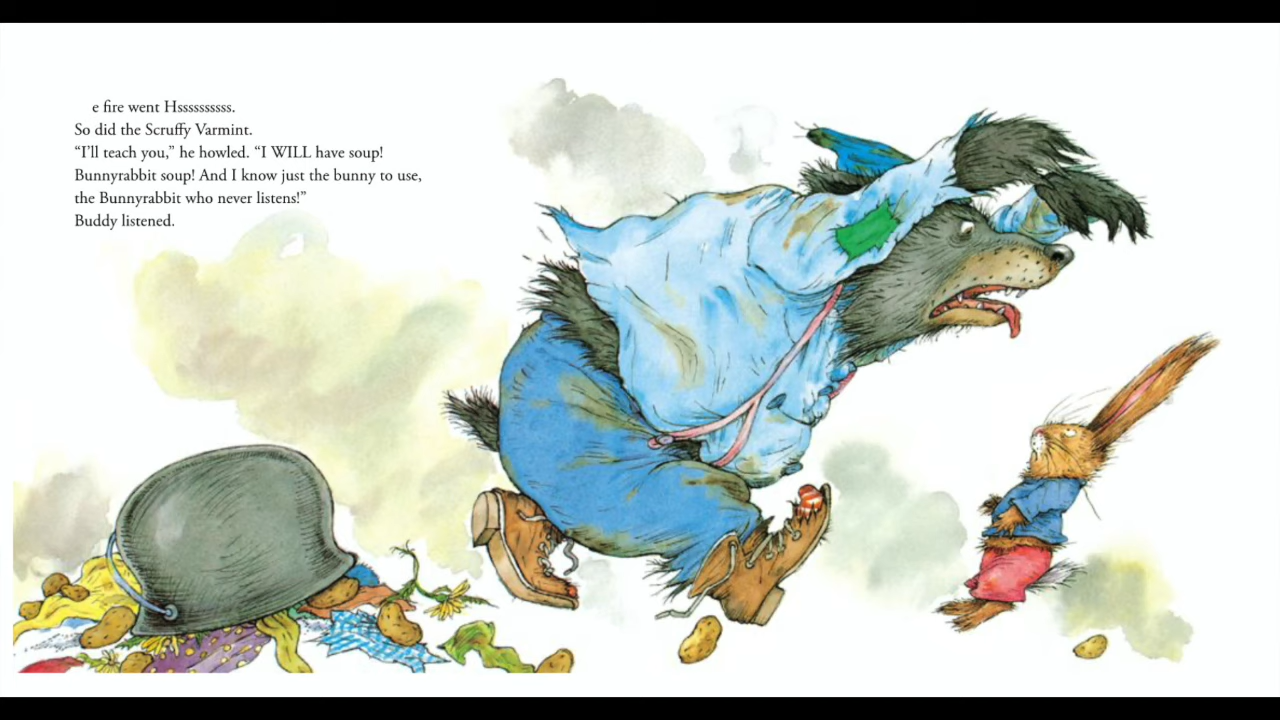 e fire went Hssssssssss.
So did the Scruffy Varmint.
“I’ll teach you,” he howled. “I WILL have soup!
Bunnyrabbit soup! And I know just the bunny to use,
the Bunnyrabbit who never listens!”
Buddy listened.